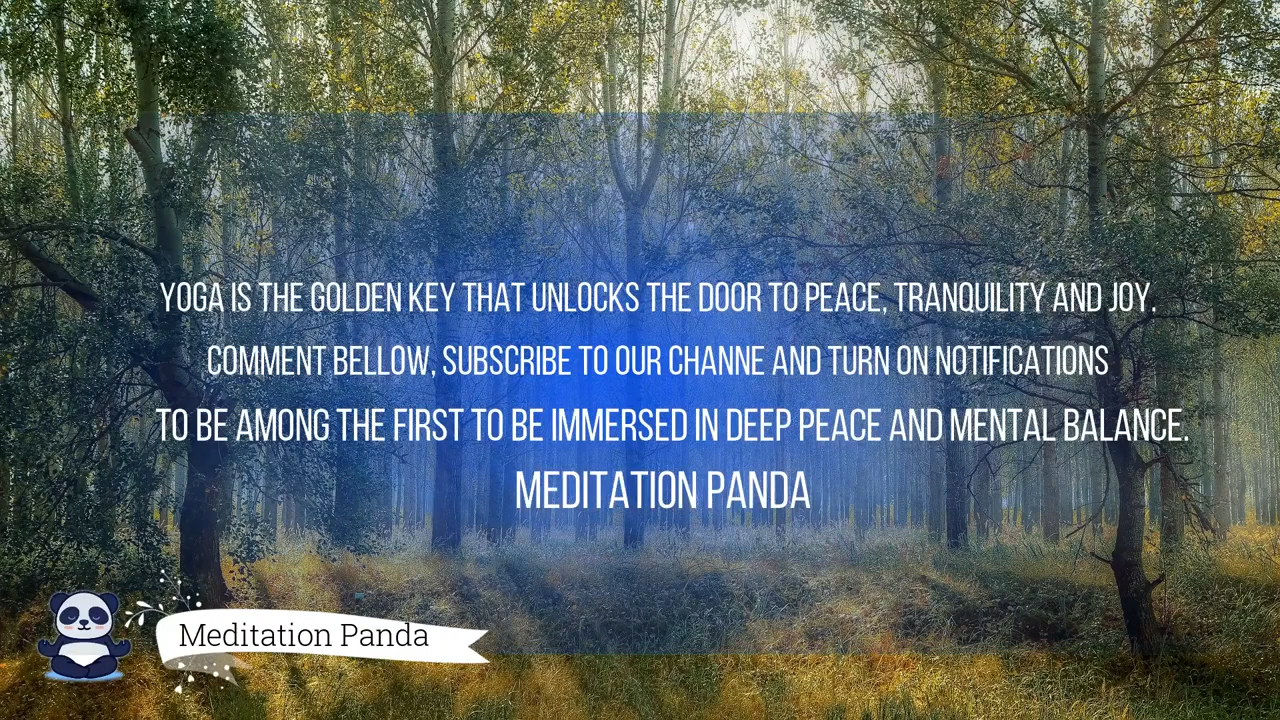 YOGA IS THE GOLDEN KEY THAT UNLOCKS THE DOOR TO PEACE, TRANQUILITY AND JOY.
COMMENT BELLOW, SUBSCRIBE TO OUR CHANNE AND TURN ON NOTIFICATIONS
TO BE AMONG THE FIRST TO BE IMMERSED IN DEEP PEACE AND MENTAL BALANCE.
MEDITATION PANDA
Meditation Panda